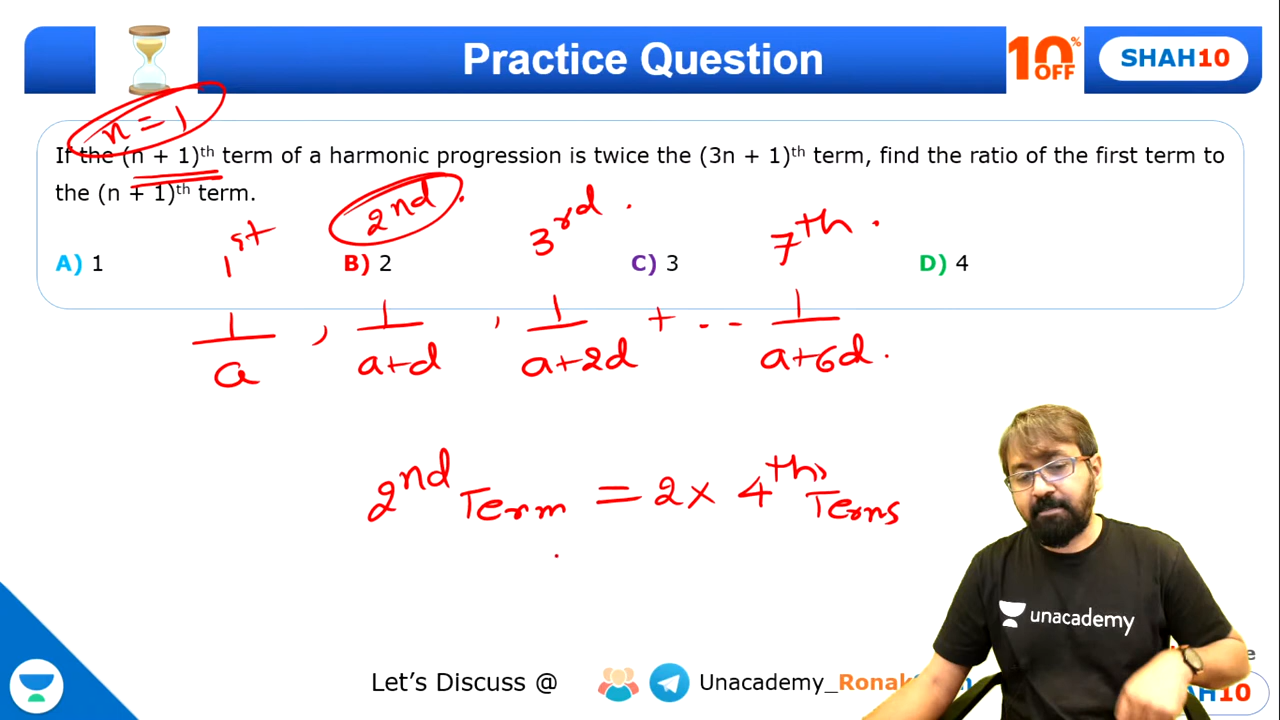 Practice Question
10% OFF
SHAH10
n = 1
If the (n + 1)th term of a harmonic progression is twice the (3n + 1)th term, find the ratio of the first term to
the (n + 1)th term.
1st 2nd 3rd 7th
A) 1 B) 2 C) 3 D) 4
1/a , 1/a+d , 1/a+2d + -- 1/a+6d
2nd Term = 2 x 4th Terms
unacademy
Let's Discuss @ Unacademy_Ronak
AH10